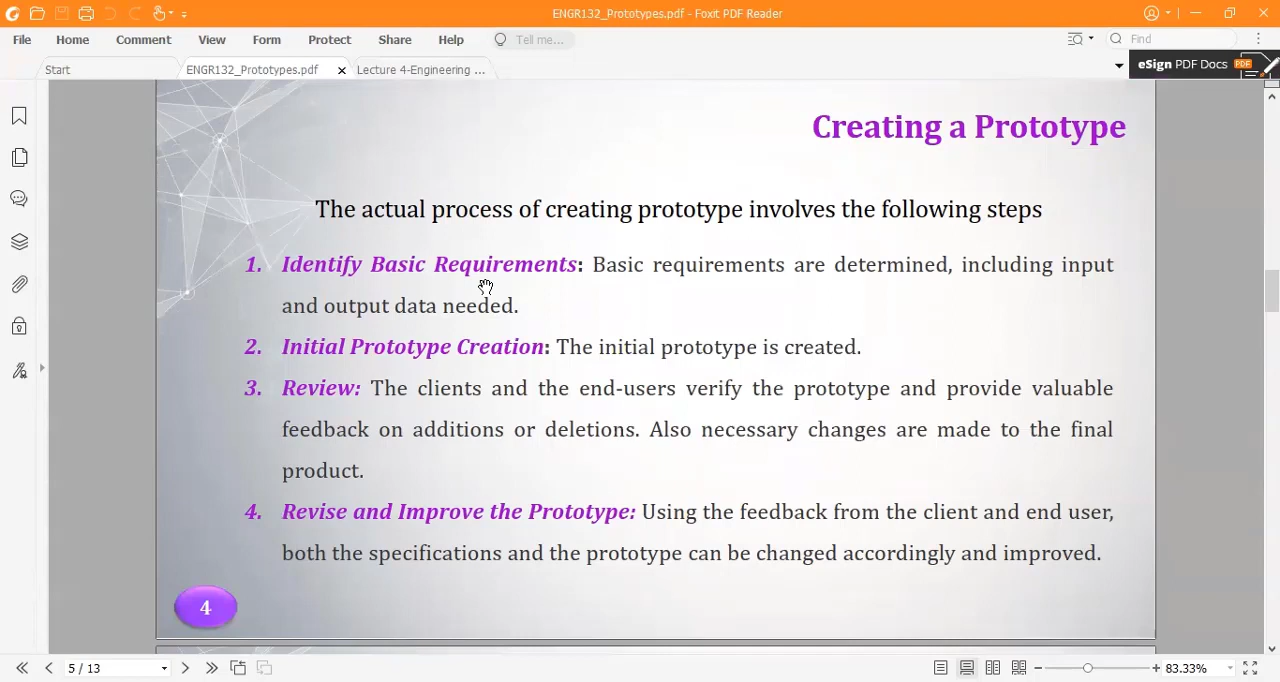 ENGR132_Prototypes.pdf - Foxit PDF Reader
File Home Comment View Form Protect Share Help Tell me... Find
Start ENGR132_Prototypes.pdf Lecture 4-Engineering ... eSign PDF Docs PDF
Creating a Prototype
The actual process of creating prototype involves the following steps
1. Identify Basic Requirements: Basic requirements are determined, including input
and output data needed.
2. Initial Prototype Creation: The initial prototype is created.
3. Review: The clients and the end-users verify the prototype and provide valuable
feedback on additions or deletions. Also necessary changes are made to the final
product.
4. Revise and Improve the Prototype: Using the feedback from the client and end user,
both the specifications and the prototype can be changed accordingly and improved.
4
5 / 13 83.33%